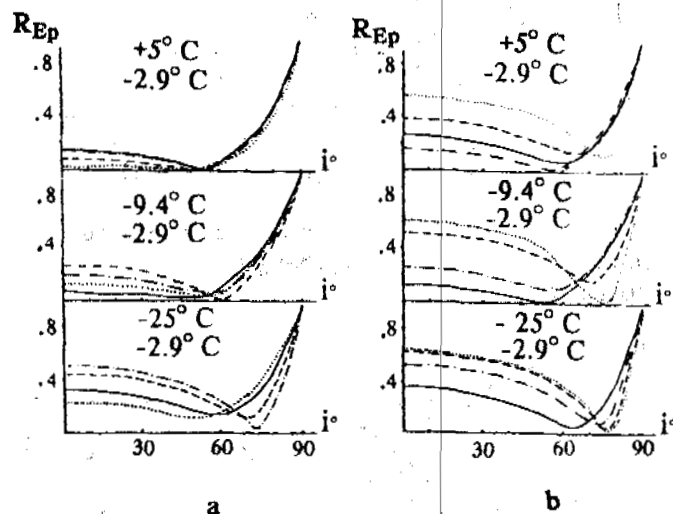 R_Ep
+5° C
-2.9° C
.8
.4
i°
-9.4° C
-2.9° C
.8
.4
i°
-25° C
-2.9° C
.8
.4
i°
30 60 90
a
R_Ep
+5° C
-2.9° C
.8
.4
i°
-9.4° C
-2.9° C
.8
.4
i°
- 25° C
-2.9° C
.8
.4
i°
30 60 90
b